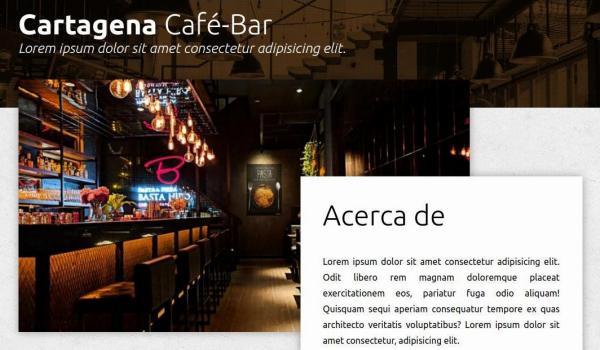 Cartagena Café-Bar
Lorem ipsum dolor sit amet consectetur adipisicing elit.
BASTA HIRO
PASTA
Acerca de
Lorem ipsum dolor sit amet consectetur adipisicing elit.
Odit libero rem magnam doloremque placeat
exercitationem eos, pariatur fuga odio aliquam!
Quisquam sequi aperiam consequatur tempore ex quas
architecto veritatis voluptatibus? Lorem ipsum dolor sit
amet consectetur, adipisicing elit.